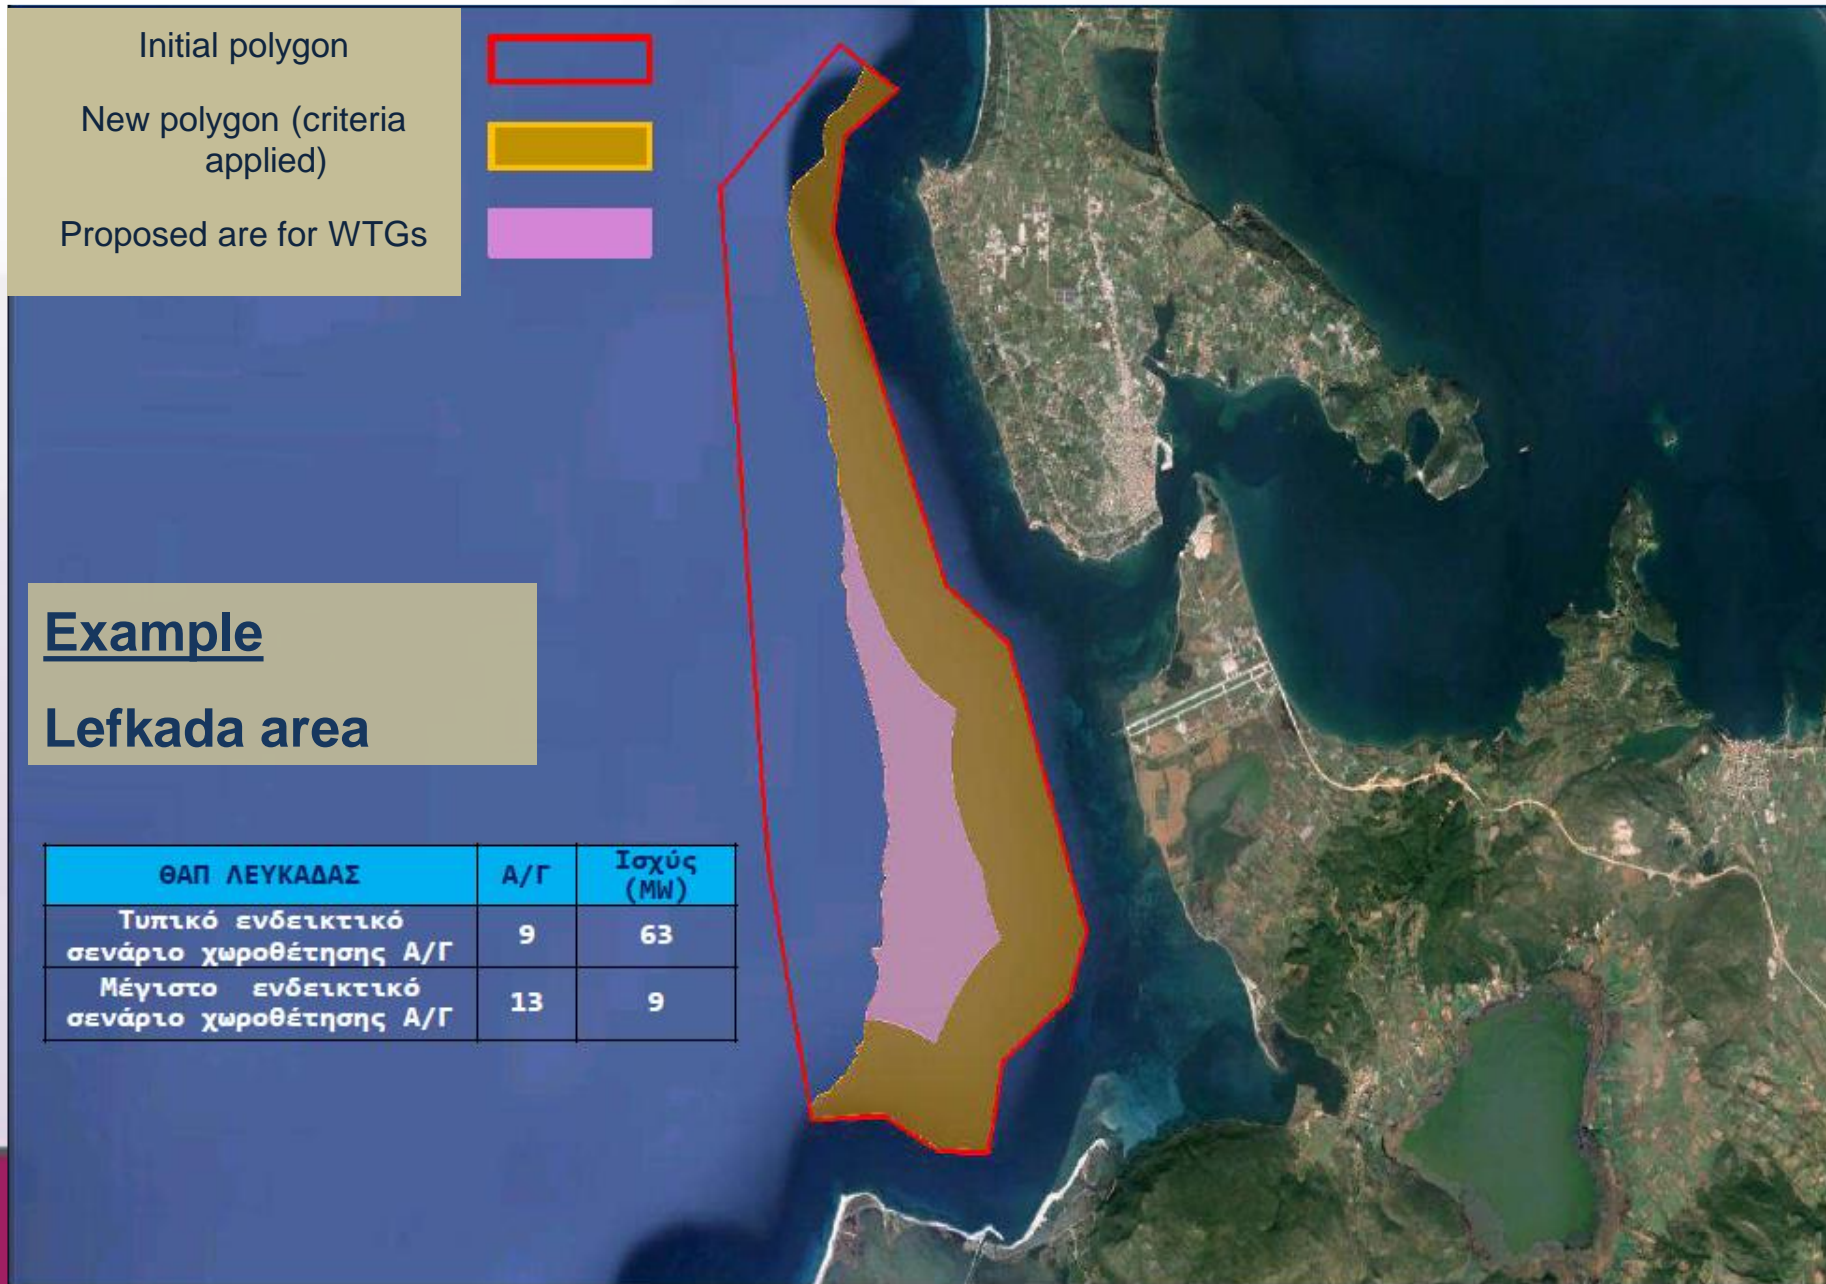 Initial polygon
New polygon (criteria
applied)
Proposed are for WTGs
Example
Lefkada area
ΘΑΠ ΛΕΥΚΑΔΑΣ Α/Γ Ισχύς
(MW)
Τυπικό ενδεικτικό
σενάριο χωροθέτησης Α/Γ 9 63
Μέγιστο ενδεικτικό
σενάριο χωροθέτησης Α/Γ 13 9